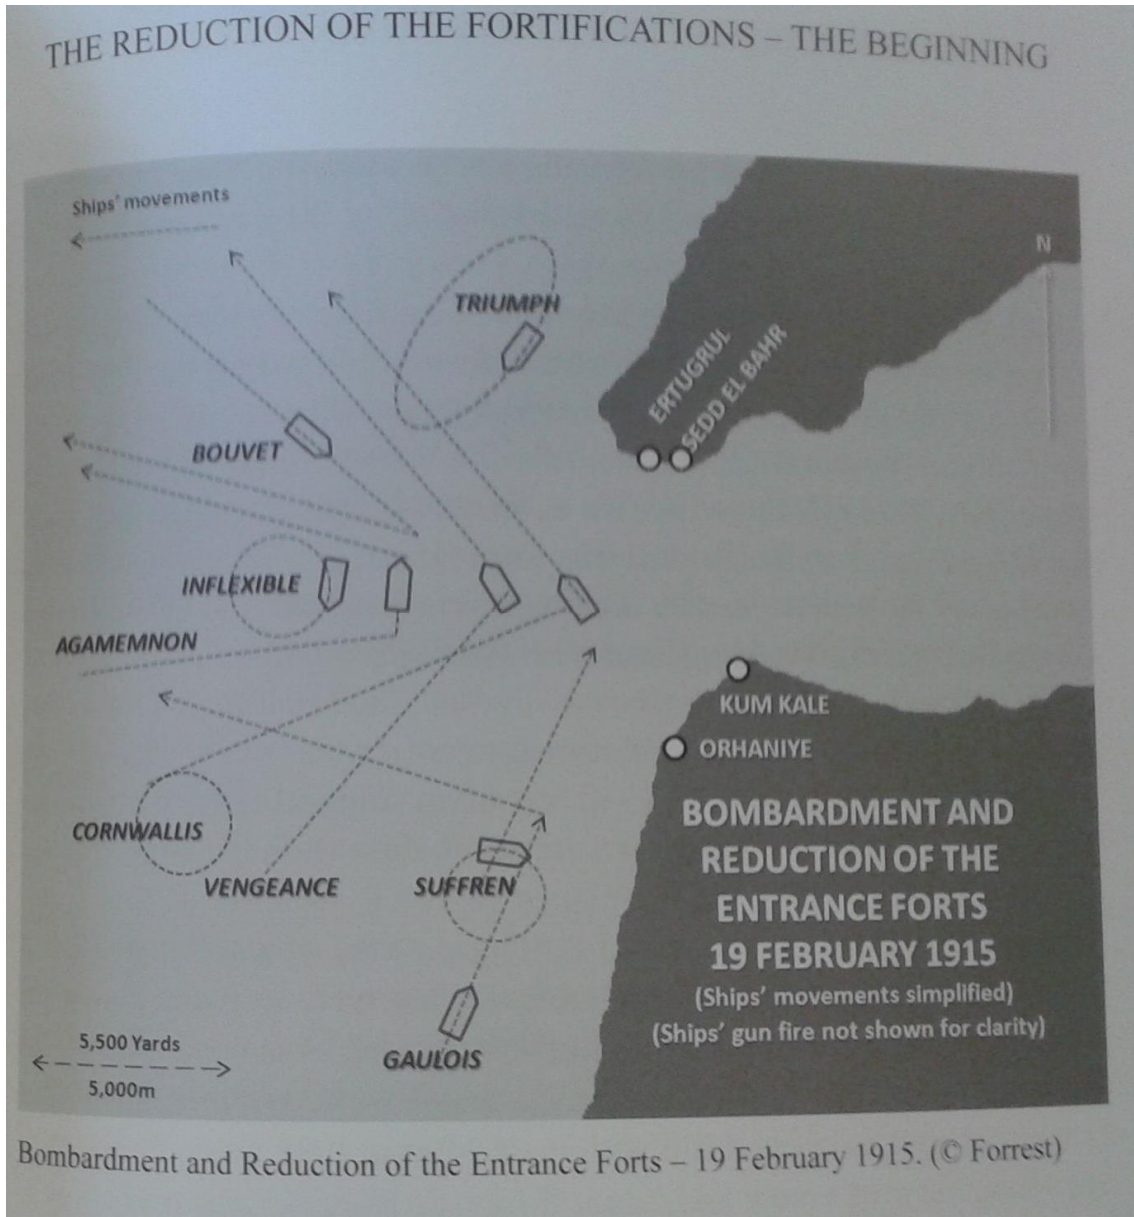 THE REDUCTION OF THE FORTIFICATIONS – THE BEGINNING
Ships' movements
N
TRIUMPH
ERTUGRUL
SEDD EL BAHR
BOUVET
INFLEXIBLE
AGAMEMNON
KUM KALE
ORHANIYE
CORNWALLIS
VENGEANCE
SUFFREN
GAULOIS
BOMBARDMENT AND
REDUCTION OF THE
ENTRANCE FORTS
19 FEBRUARY 1915
(Ships' movements simplified)
(Ships' gun fire not shown for clarity)
5,500 Yards
5,000m
Bombardment and Reduction of the Entrance Forts – 19 February 1915. (© Forrest)